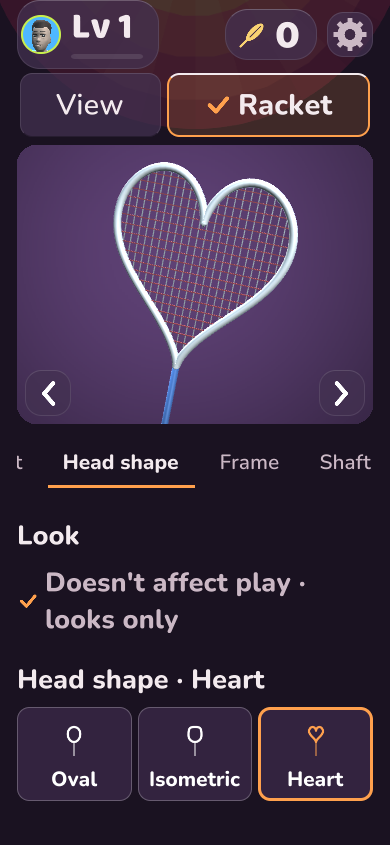 Lv 1
0
View
Racket
t
Head shape
Frame
Shaft
Look
Doesn't affect play ·
looks only
Head shape · Heart
Oval
Isometric
Heart